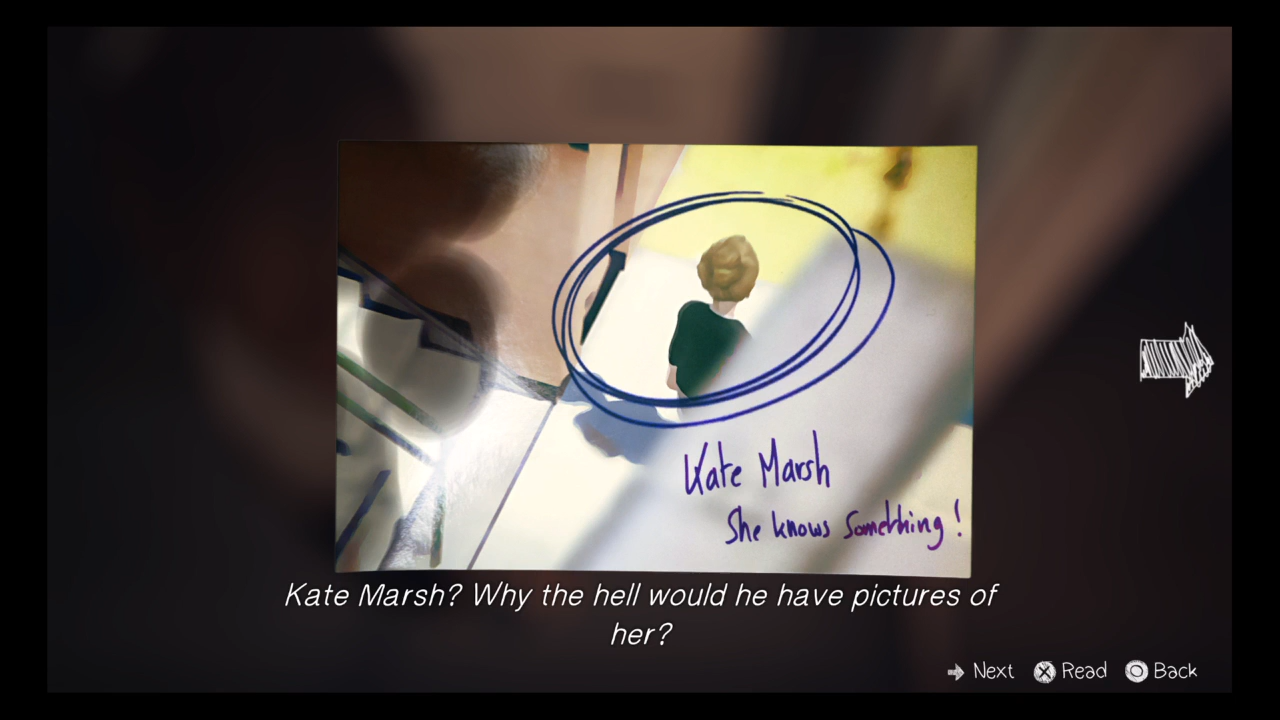 Kate Marsh
She knows something!
Kate Marsh? Why the hell would he have pictures of
her?
Next Read Back